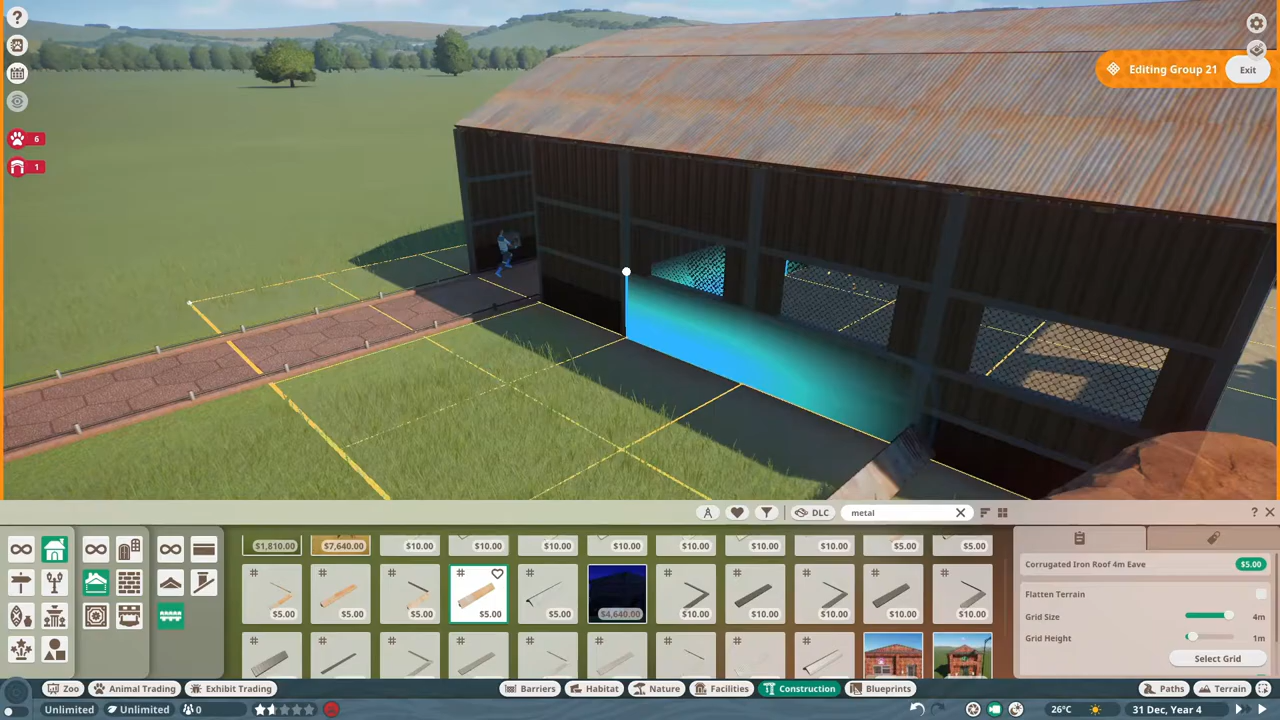 ?
Editing Group 21
Exit
6
1
DLC
metal
?
$1,810.00
$7,640.00
$10.00
$10.00
$10.00
$10.00
$10.00
$10.00
$10.00
$5.00
$5.00
$5.00
$5.00
$5.00
$5.00
$5.00
$4,640.00
$10.00
$10.00
$10.00
$10.00
$10.00
Corrugated Iron Roof 4m Eave
$5.00
Flatten Terrain
Grid Size
4m
Grid Height
1m
Select Grid
Zoo
Animal Trading
Exhibit Trading
Barriers
Habitat
Nature
Facilities
Construction
Blueprints
Paths
Terrain
Unlimited
Unlimited
0
26°C
31 Dec, Year 4